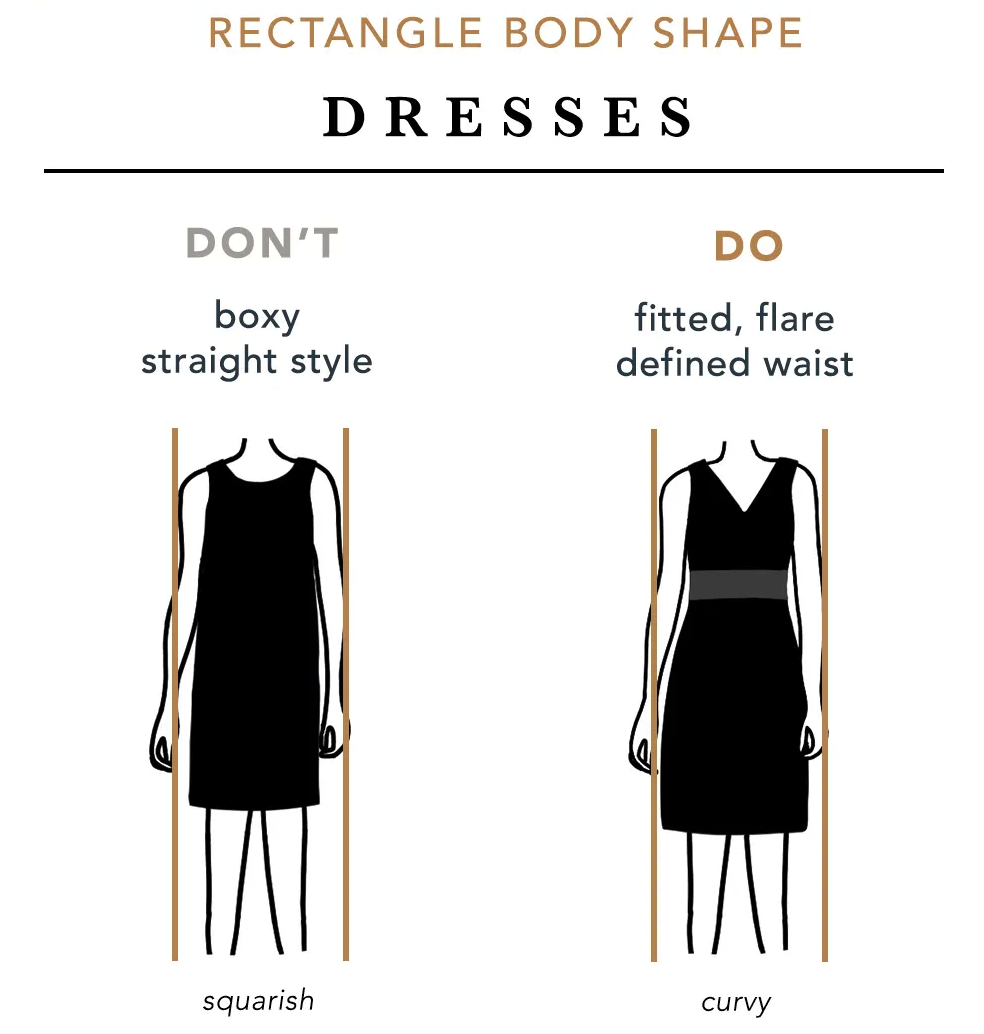 RECTANGLE BODY SHAPE
DRESSES
DON'T
boxy
straight style
squarish
DO
fitted, flare
defined waist
curvy